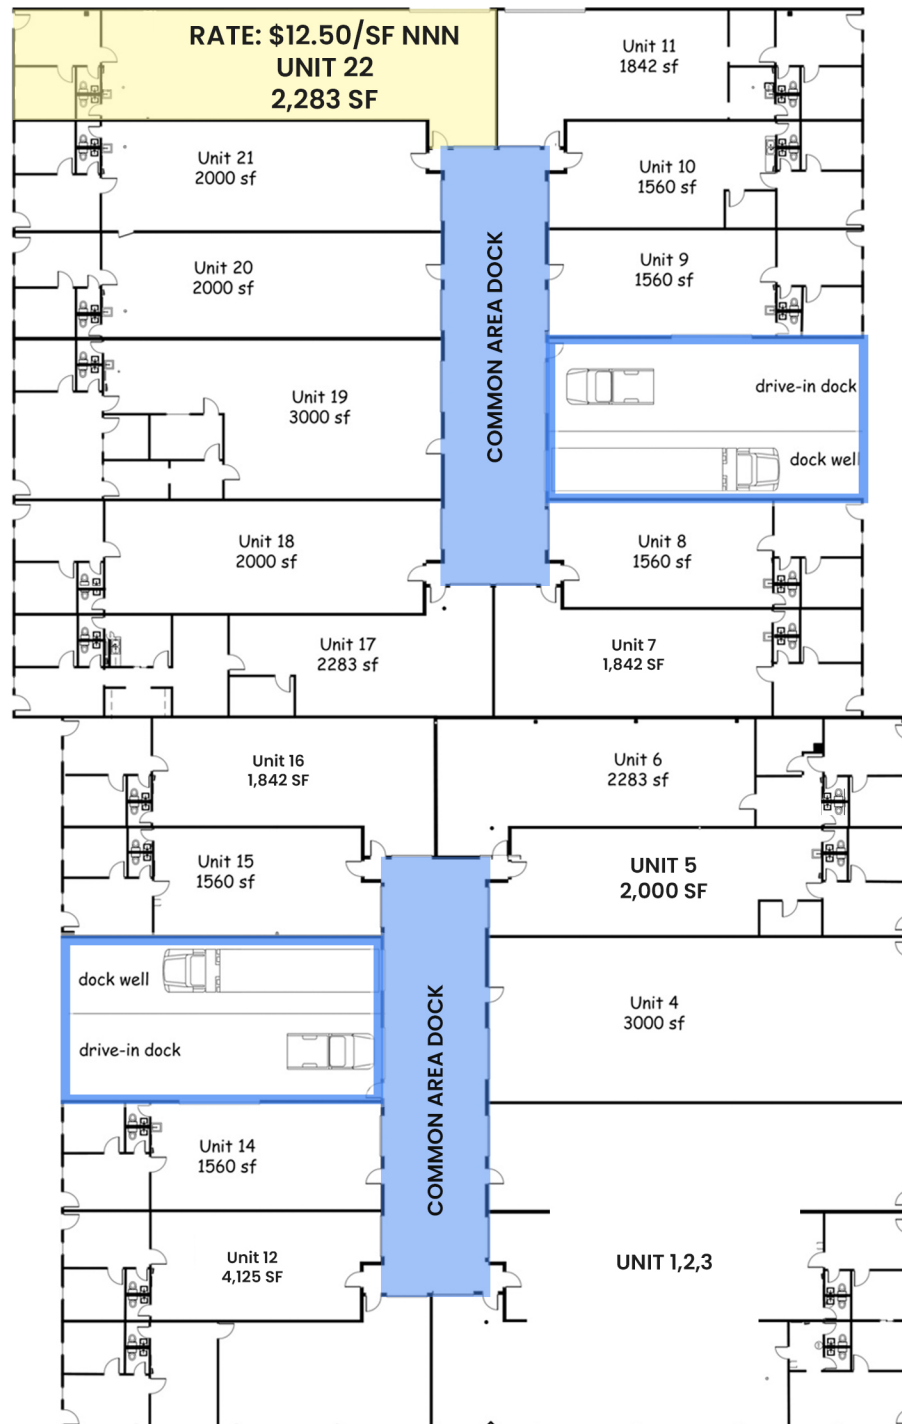 RATE: $12.50/SF NNN
UNIT 22
2,283 SF
Unit 11
1842 sf
Unit 21
2000 sf
Unit 10
1560 sf
Unit 20
2000 sf
Unit 9
1560 sf
COMMON AREA DOCK
Unit 19
3000 sf
drive-in dock
dock well
Unit 18
2000 sf
Unit 8
1560 sf
Unit 17
2283 sf
Unit 7
1,842 SF
Unit 16
1,842 SF
Unit 6
2283 sf
Unit 15
1560 sf
UNIT 5
2,000 SF
dock well
drive-in dock
COMMON AREA DOCK
Unit 4
3000 sf
Unit 14
1560 sf
Unit 12
4,125 SF
UNIT 1,2,3